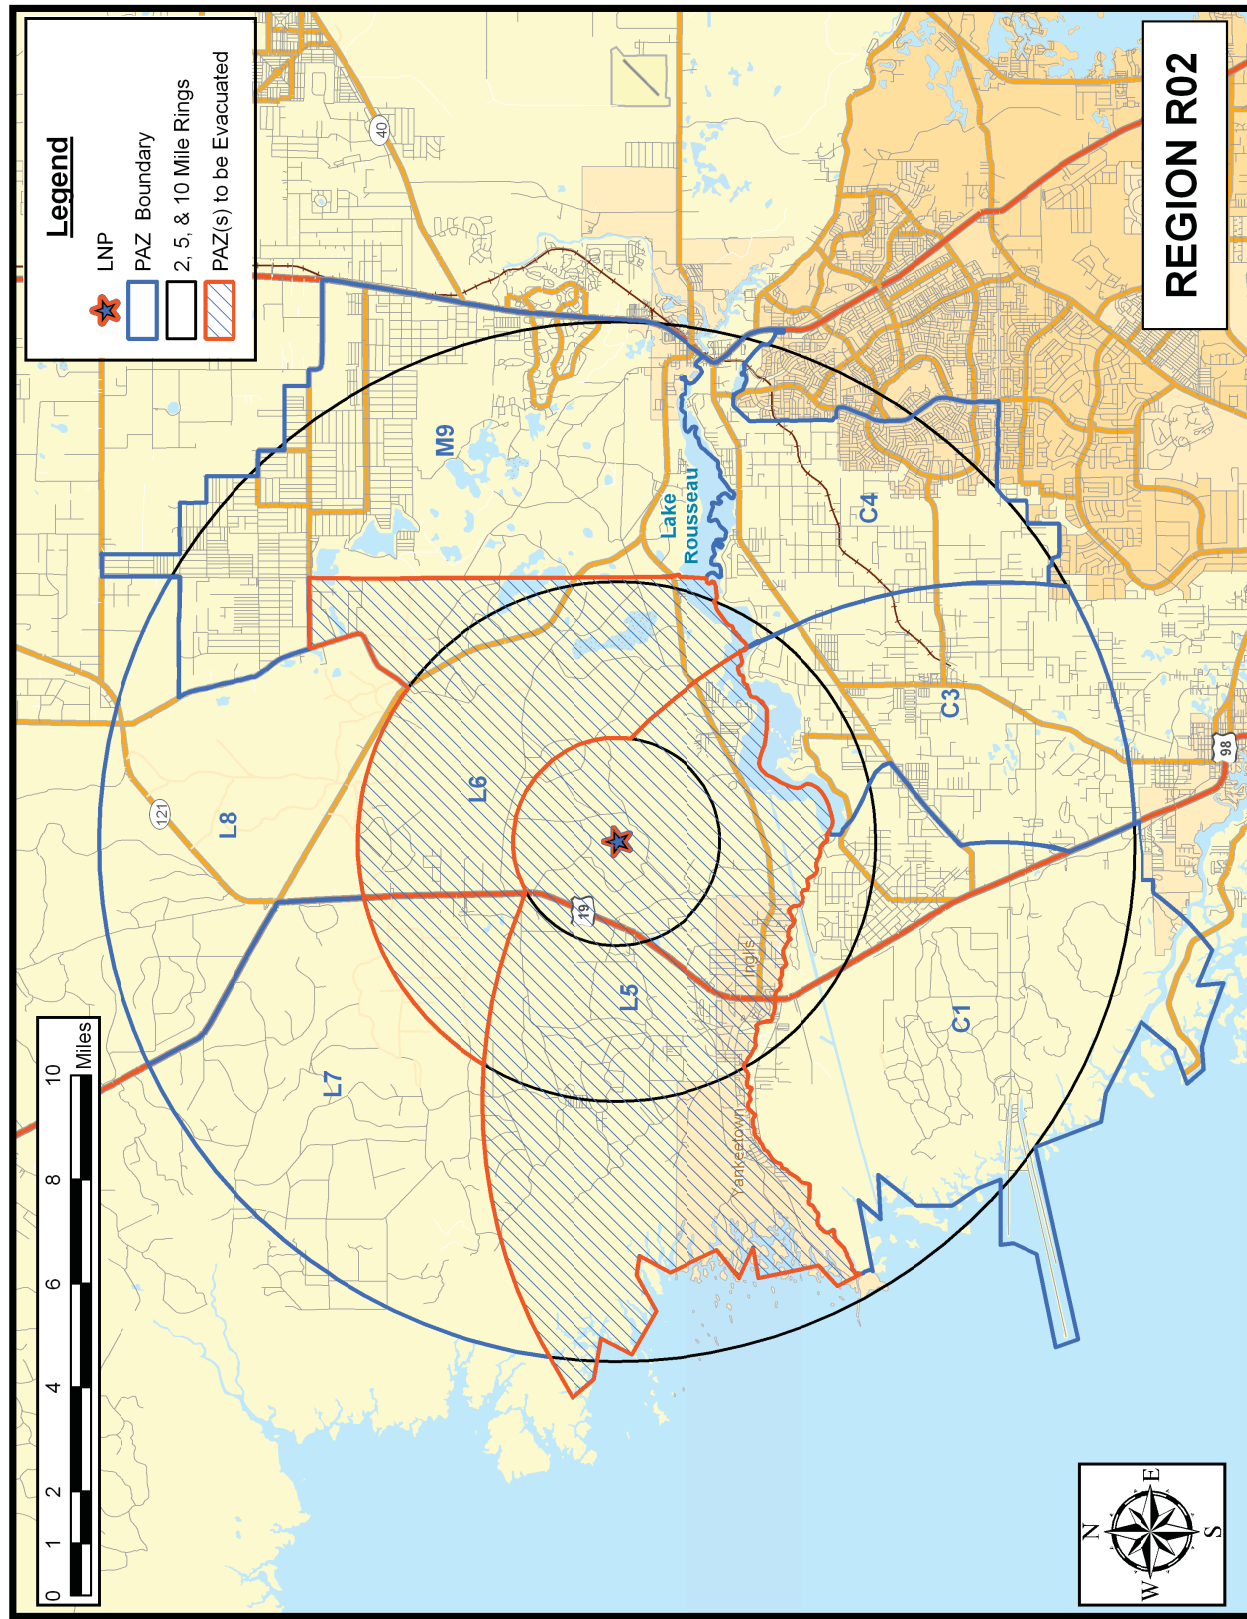 Legend
LNP
PAZ Boundary
2, 5, & 10 Mile Rings
PAZ(s) to be Evacuated
REGION R02
0 1 2 4 6 8 10
Miles
N
W
E
S
40
121
19
98
L8
L7
L6
L5
M9
C4
C3
C1
Lake
Rousseau
Inglis
Yankeetown